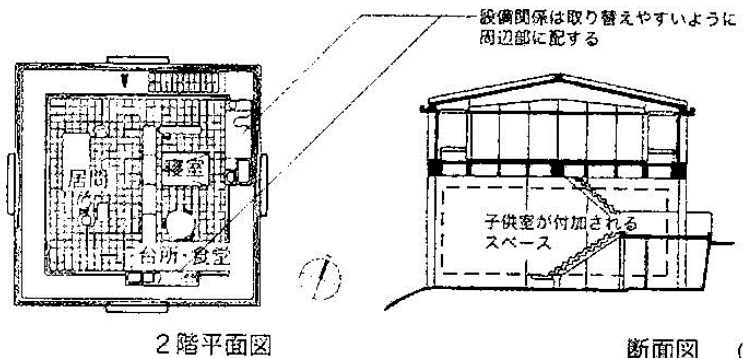 設備関係は取り替えやすいように
周辺部に配する
居間
寝室
台所・食堂
子供室が付加される
スペース
2階平面図
断面図 (